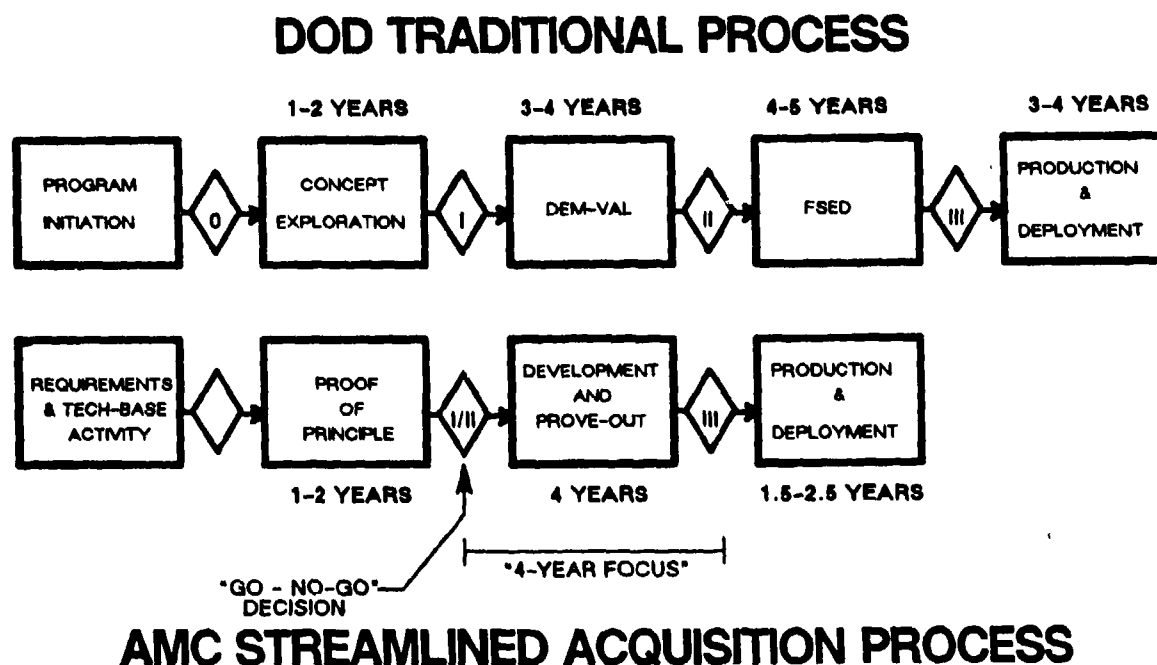 DOD TRADITIONAL PROCESS
1-2 YEARS
3-4 YEARS
4-5 YEARS
3-4 YEARS
PROGRAM
INITIATION
0
CONCEPT
EXPLORATION
I
DEM-VAL
II
FSED
III
PRODUCTION
&
DEPLOYMENT
REQUIREMENTS
& TECH-BASE
ACTIVITY
PROOF
OF
PRINCIPLE
I/II
DEVELOPMENT
AND
PROVE-OUT
III
PRODUCTION
&
DEPLOYMENT
1-2 YEARS
4 YEARS
1.5-2.5 YEARS
"4-YEAR FOCUS"
"GO - NO-GO"
DECISION
AMC STREAMLINED ACQUISITION PROCESS